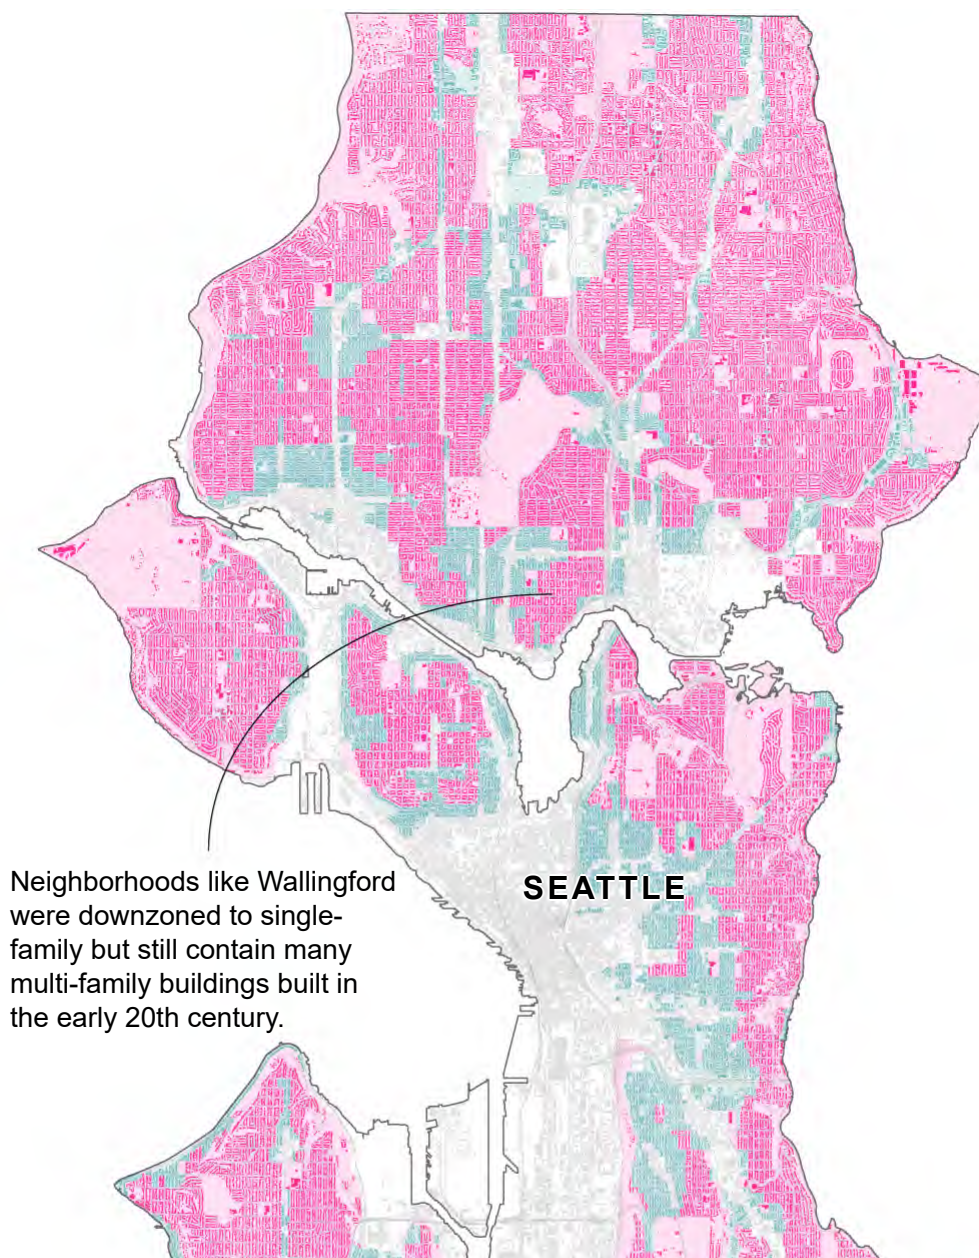 SEATTLE
Neighborhoods like Wallingford
were downzoned to single-
family but still contain many
multi-family buildings built in
the early 20th century.